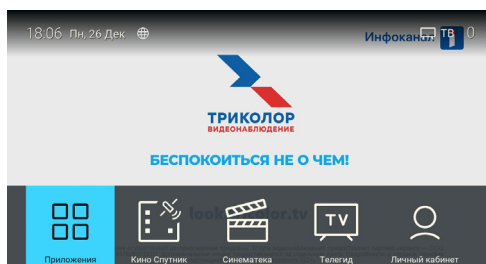 18:06 Пн, 26 Дек
Инфоканал ТВ 0
ТРИКОЛОР
ВИДЕОНАБЛЮДЕНИЕ
БЕСПОКОИТЬСЯ НЕ О ЧЕМ!
TV
Приложения Кино Спутник Синематека Телегид Личный кабинет